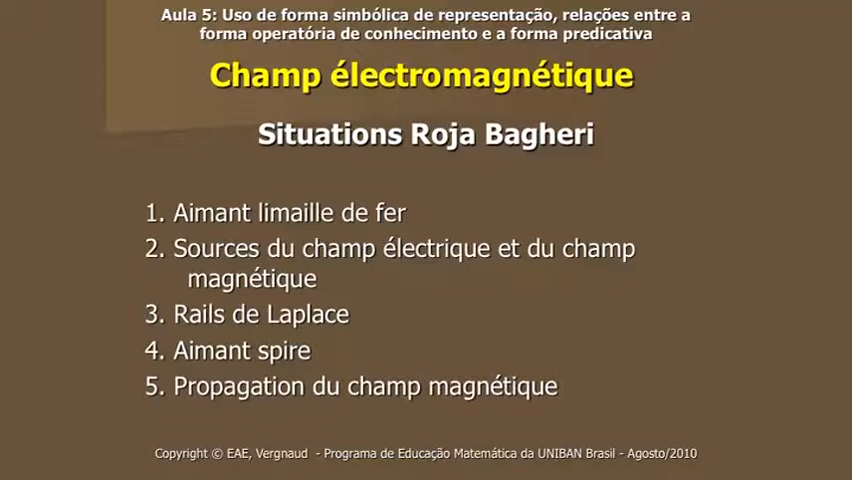 Aula 5: Uso de forma simbólica de representação, relações entre a
forma operatória de conhecimento e a forma predicativa
Champ électromagnétique
Situations Roja Bagheri
1. Aimant limaille de fer
2. Sources du champ électrique et du champ
magnétique
3. Rails de Laplace
4. Aimant spire
5. Propagation du champ magnétique
Copyright © EAE, Vergnaud - Programa de Educação Matemática da UNIBAN Brasil - Agosto/2010